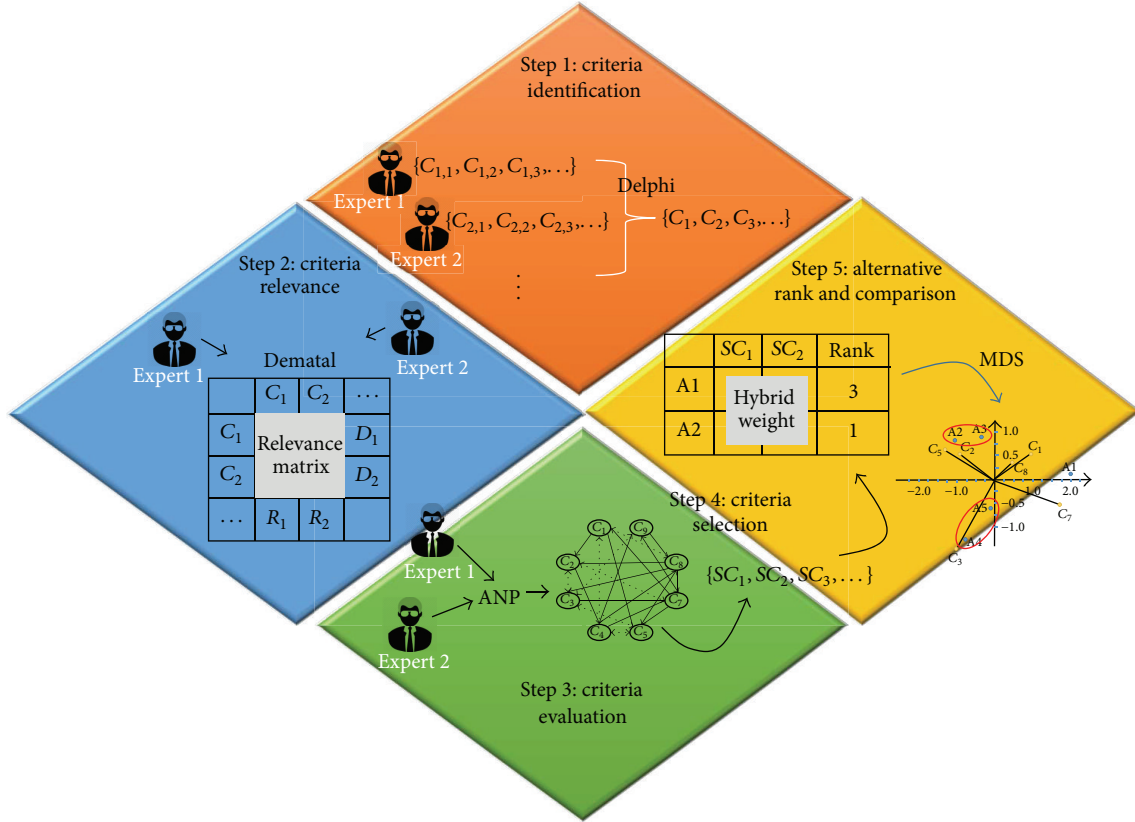 Step 1: criteria
identification
{C1,1, C1,2, C1,3,...}
Expert 1
Delphi
{C2,1, C2,2, C2,3,...}
{C1, C2, C3,...}
Expert 2
⋮
Step 2: criteria
relevance
Expert 1
Expert 2
Dematal
C1 C2 ...
C1 D1
Relevance
matrix
C2 D2
... R1 R2
Step 5: alternative
rank and comparison
SC1 SC2 Rank
A1 3
Hybrid
weight
A2 1
MDS
A2 A3 1.0
C5 C2 0.5 C1
C8 A1
−2.0 −1.0 1.0 2.0
A5 −0.5 C7
−1.0
A4
C3
Step 4: criteria
selection
{SC1, SC2, SC3,...}
Expert 1
ANP
Expert 2
C1 C9
C2 C8
C3 C7
C4 C5
Step 3: criteria
evaluation